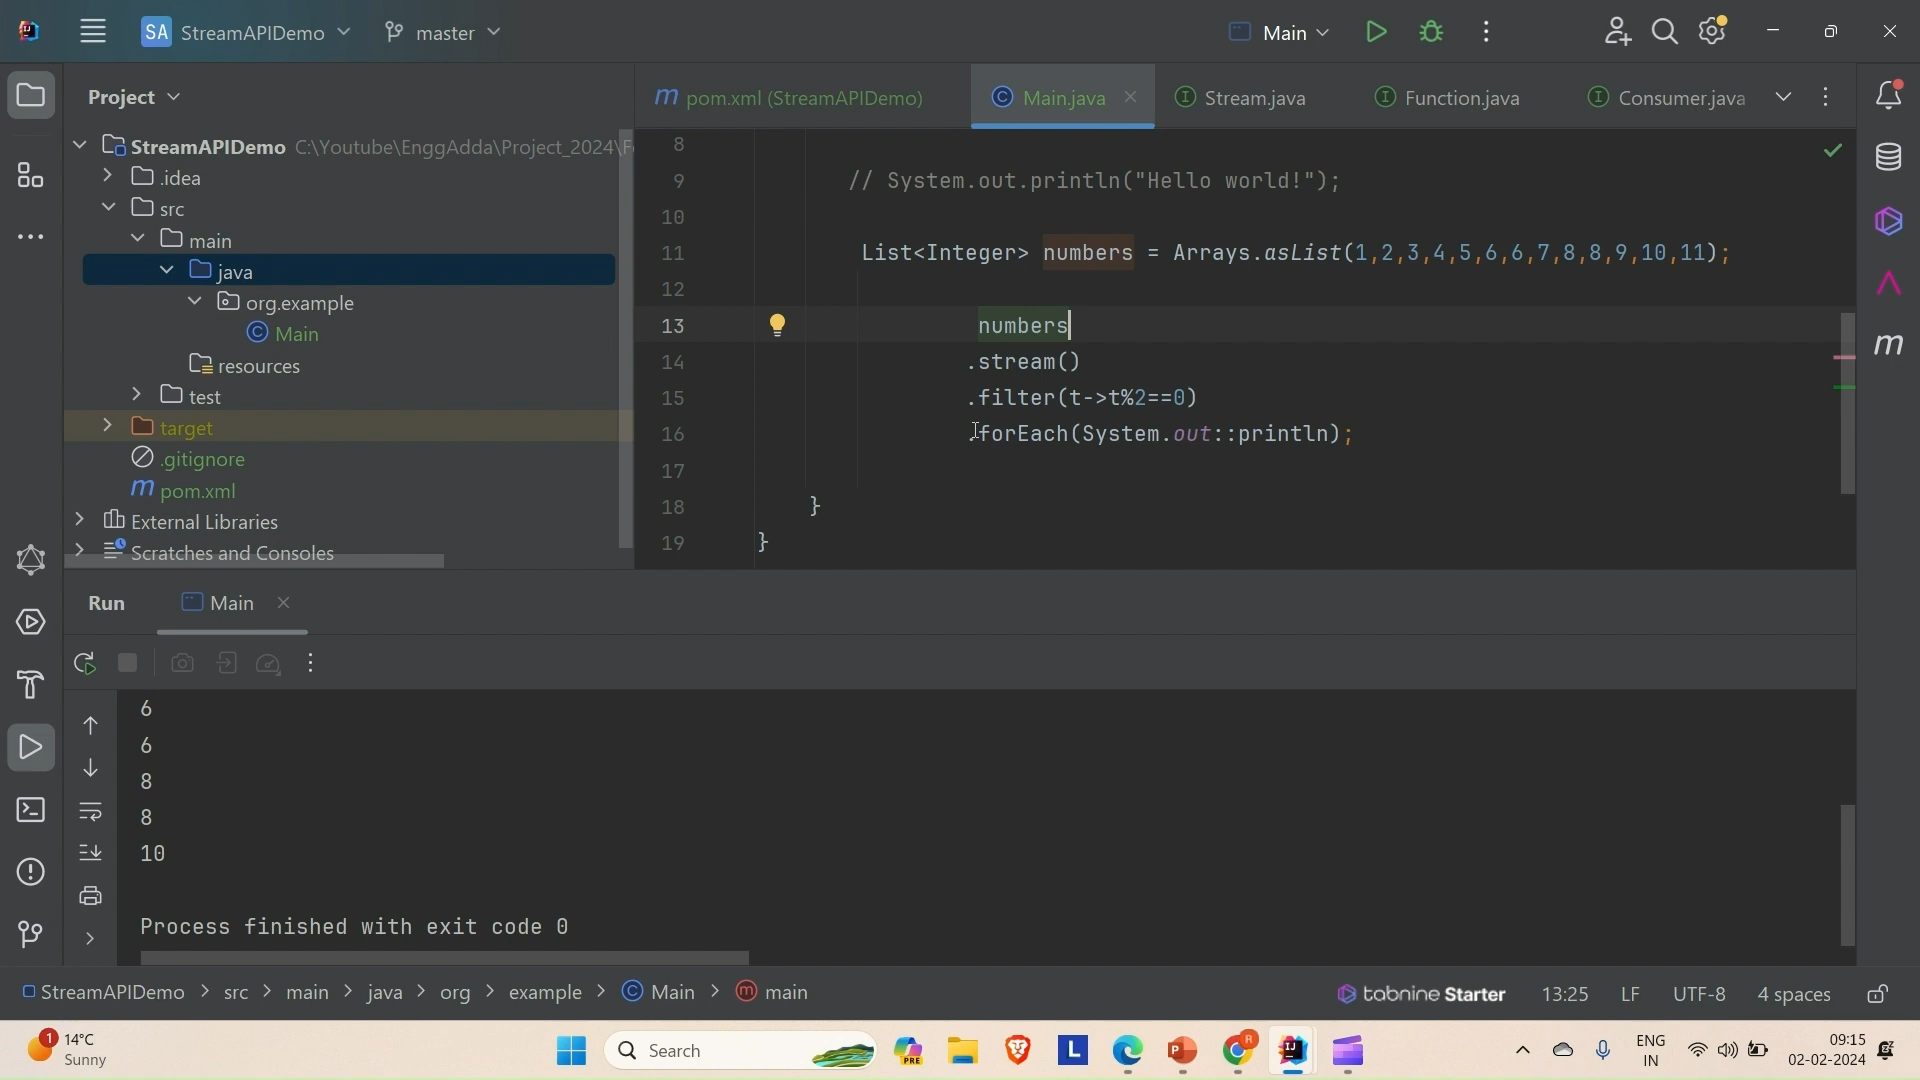 SA StreamAPIDemo master Main
Project
pom.xml (StreamAPIDemo) Main.java Stream.java Function.java Consumer.java
StreamAPIDemo C:\Youtube\EnggAdda\Project_2024\
.idea
src
main
java
org.example
Main
resources
test
target
.gitignore
m pom.xml
External Libraries
Scratches and Consoles
8
9 // System.out.println("Hello world!");
10
11 List<Integer> numbers = Arrays.asList(1,2,3,4,5,6,6,7,8,8,9,10,11);
12
13 numbers
14 .stream()
15 .filter(t->t%2==0)
16 .forEach(System.out::println);
17
18 }
19 }
Run Main
6
6
8
8
10
Process finished with exit code 0
StreamAPIDemo > src > main > java > org > example > Main > main
tabnine Starter 13:25 LF UTF-8 4 spaces
1 14°C
Sunny
Search
PRE
ENG
IN
09:15
02-02-2024